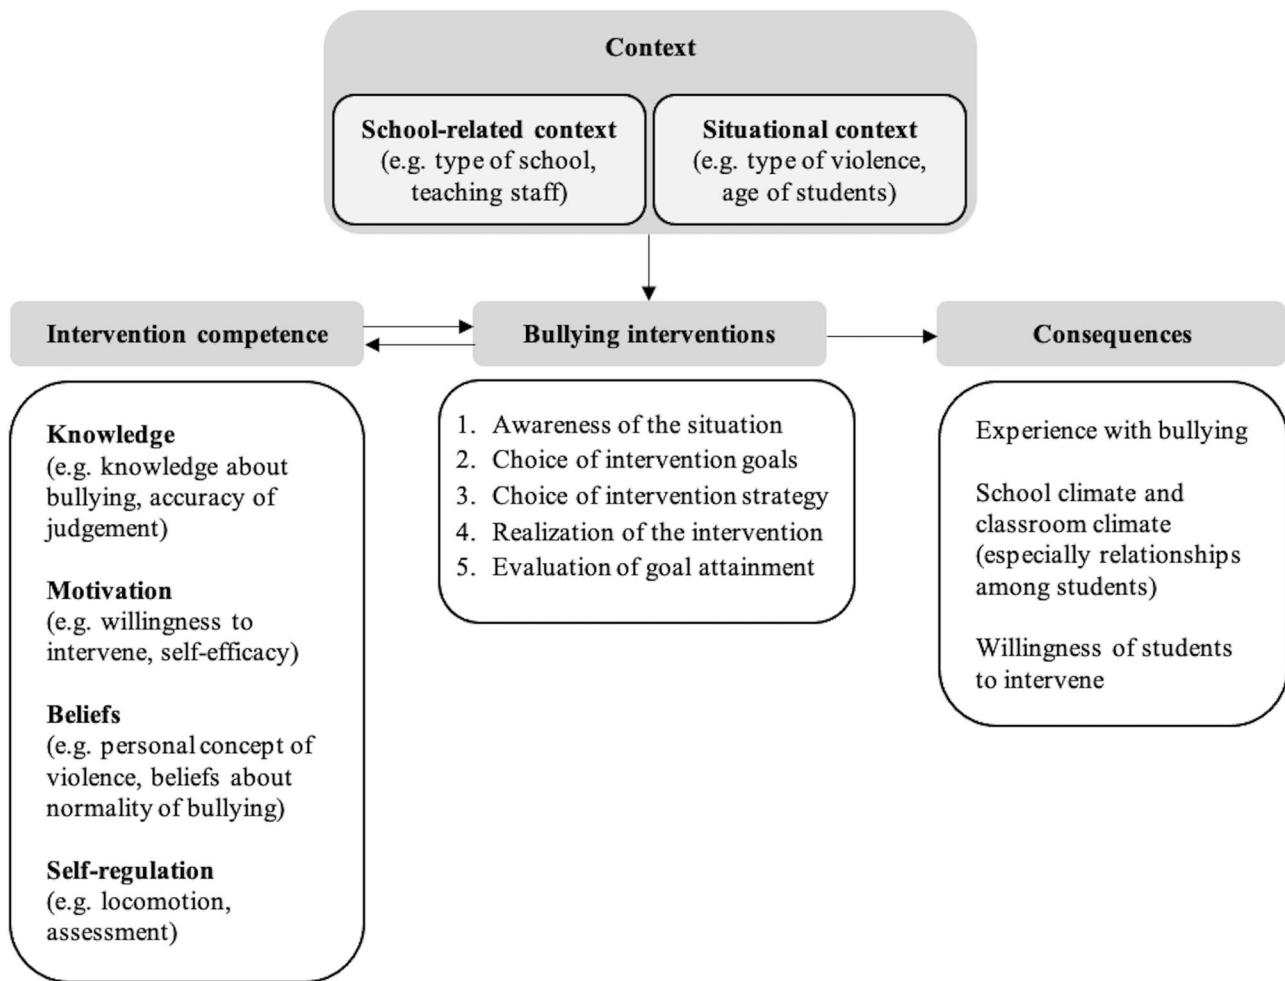 Context
School-related context
(e.g. type of school,
teaching staff)
Situational context
(e.g. type of violence,
age of students)
Intervention competence
Knowledge
(e.g. knowledge about
bullying, accuracy of
judgement)
Motivation
(e.g. willingness to
intervene, self-efficacy)
Beliefs
(e.g. personal concept of
violence, beliefs about
normality of bullying)
Self-regulation
(e.g. locomotion,
assessment)
Bullying interventions
1. Awareness of the situation
2. Choice of intervention goals
3. Choice of intervention strategy
4. Realization of the intervention
5. Evaluation of goal attainment
Consequences
Experience with bullying
School climate and
classroom climate
(especially relationships
among students)
Willingness of students
to intervene